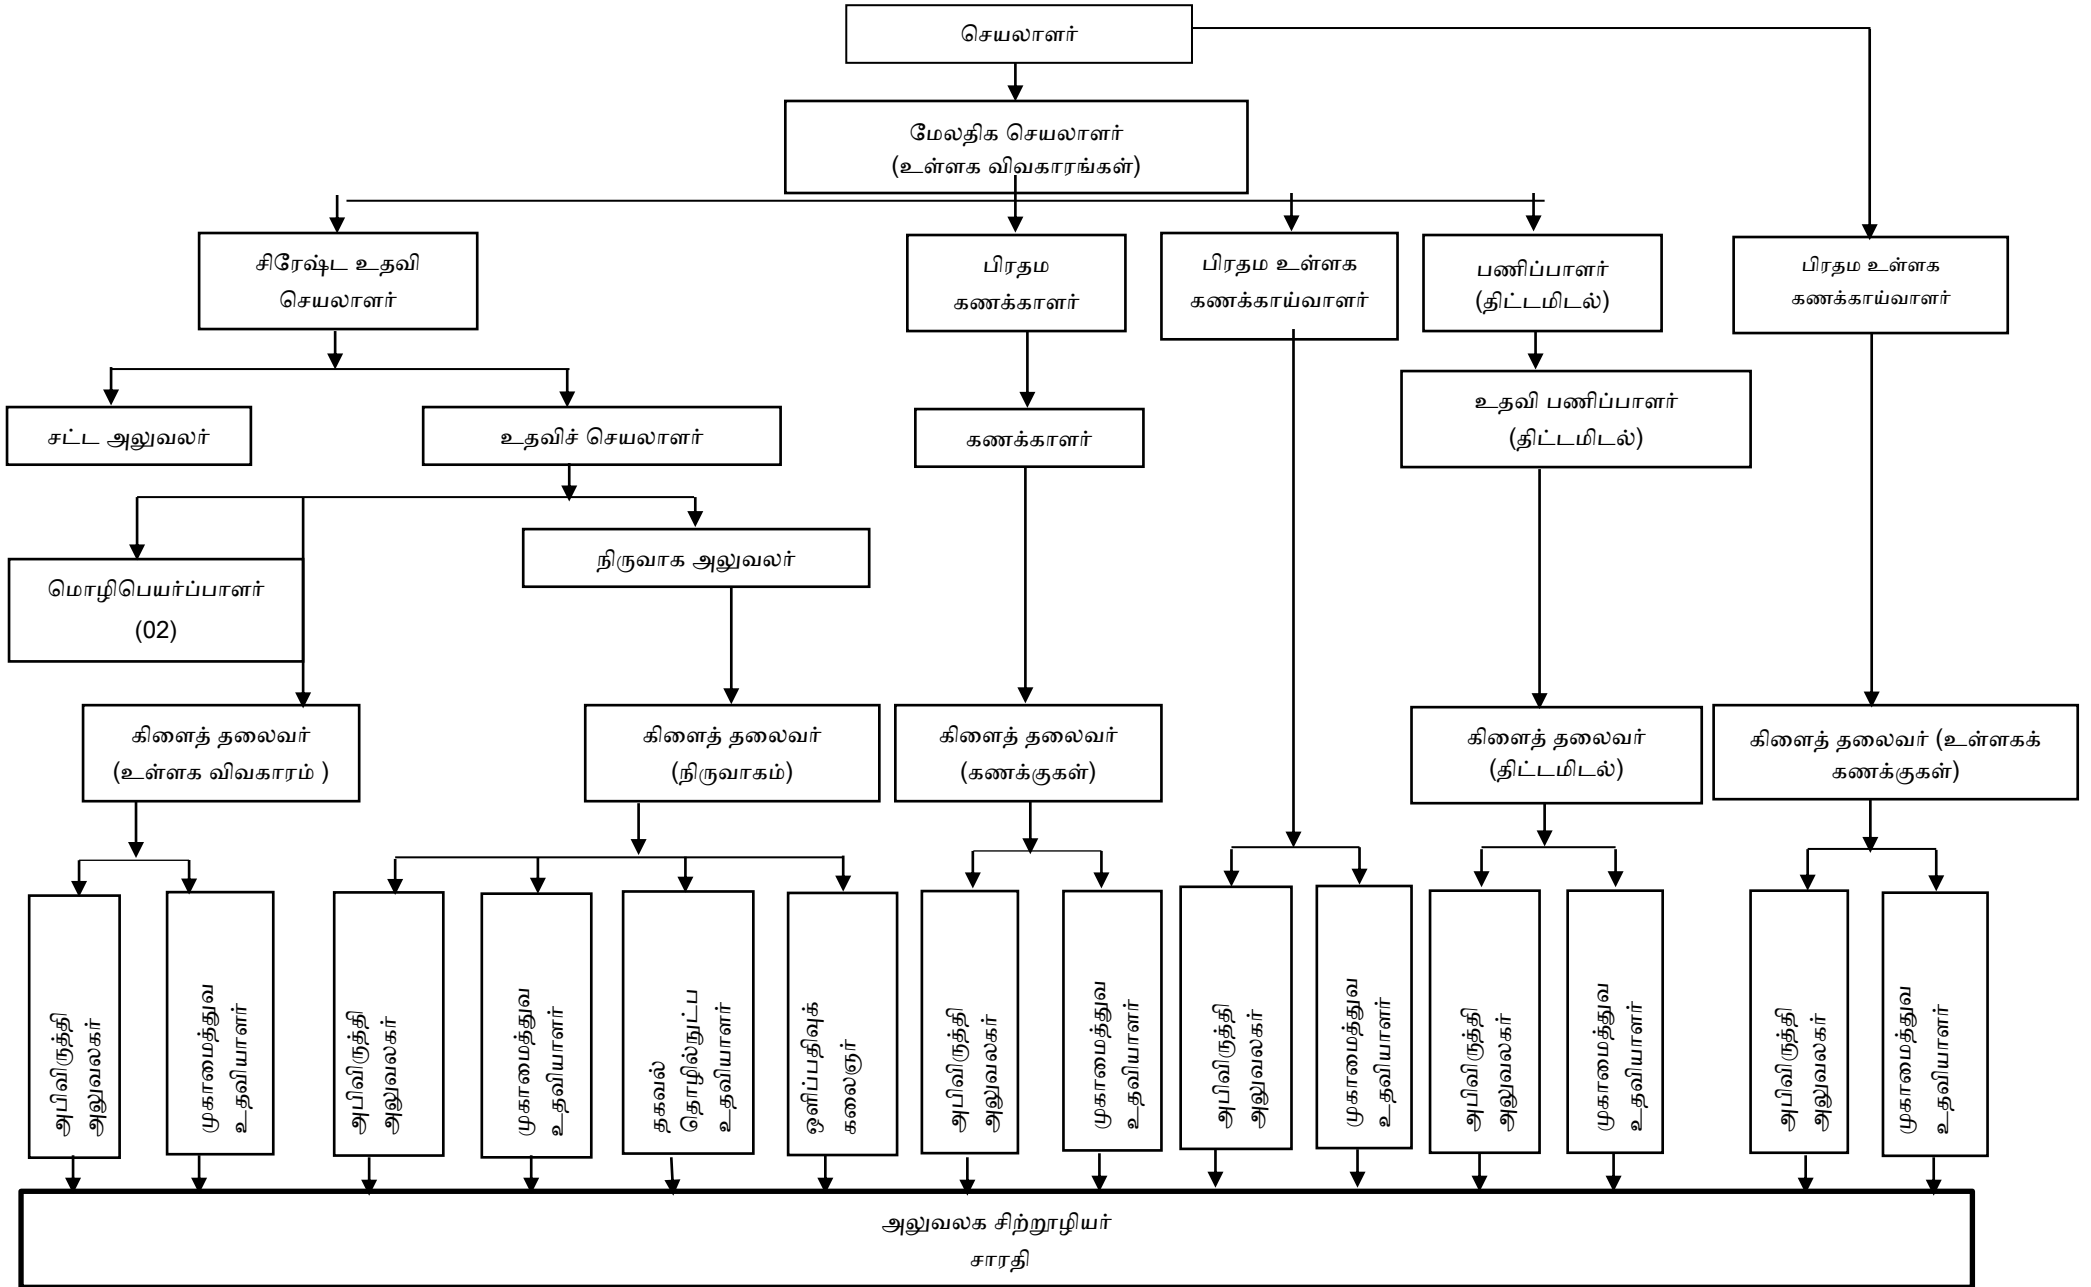 செயலாளர்
மேலதிக செயலாளர்
(உள்ளக விவகாரங்கள்)
சிரேஷ்ட உதவி
செயலாளர்
பிரதம
கணக்காளர்
பிரதம உள்ளக
கணக்காய்வாளர்
பணிப்பாளர்
(திட்டமிடல்)
பிரதம உள்ளக
கணக்காய்வாளர்
சட்ட அலுவலர்
உதவிச் செயலாளர்
கணக்காளர்
உதவி பணிப்பாளர்
(திட்டமிடல்)
மொழிபெயர்ப்பாளர்
(02)
நிருவாக அலுவலர்
கிளைத் தலைவர்
(உள்ளக விவகாரம் )
கிளைத் தலைவர்
(நிருவாகம்)
கிளைத் தலைவர்
(கணக்குகள்)
கிளைத் தலைவர்
(திட்டமிடல்)
கிளைத் தலைவர் (உள்ளகக்
கணக்குகள்)
அபிவிருத்தி
அலுவலகர்
முகாமைத்துவ
உதவியாளர்
அபிவிருத்தி
அலுவலகர்
முகாமைத்துவ
உதவியாளர்
தகவல்
தொழில்நுட்ப
உதவியாளர்
ஒளிப்பதிவுக்
கலைஞர்
அபிவிருத்தி
அலுவலகர்
முகாமைத்துவ
உதவியாளர்
அபிவிருத்தி
அலுவலகர்
முகாமைத்துவ
உதவியாளர்
அபிவிருத்தி
அலுவலகர்
முகாமைத்துவ
உதவியாளர்
அபிவிருத்தி
அலுவலகர்
முகாமைத்துவ
உதவியாளர்
அலுவலக சிற்றூழியர்
சாரதி